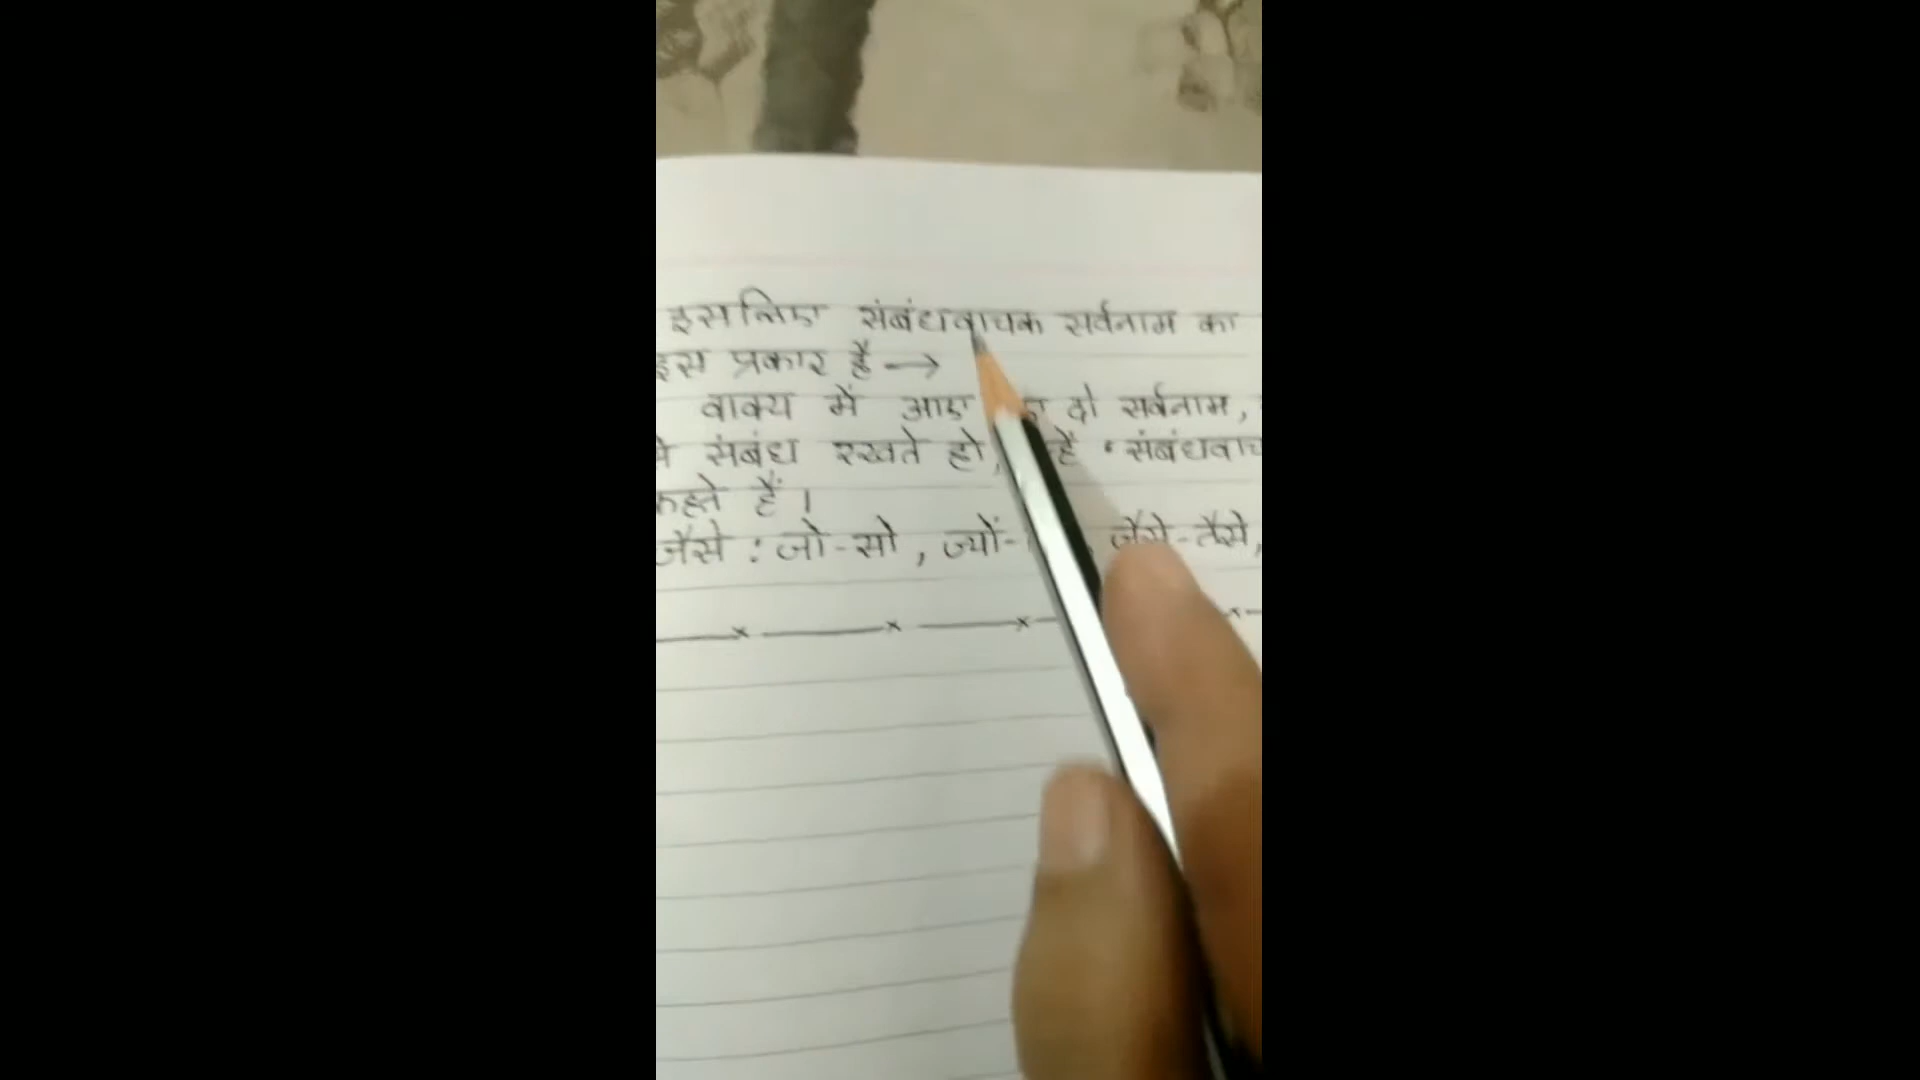 इसलिए संबंधवाचक सर्वनाम का
इस प्रकार है →
वाक्य में आए दो सर्वनाम,
संबंध रखते हो, संबंधवाच
कहते हैं।
जैसे : जो-सो, ज्यों- जैसे-तैसे,